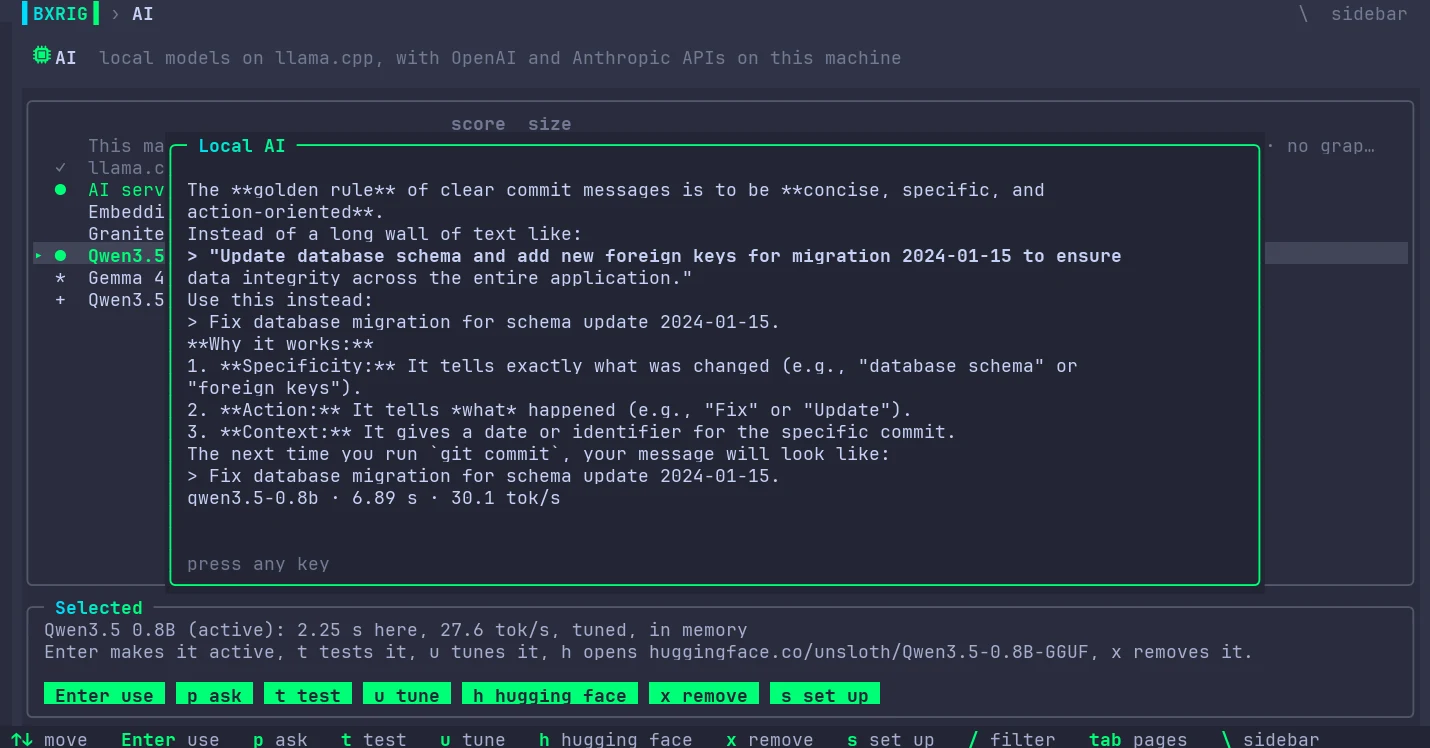 BXRIG › AI \ sidebar
AI local models on llama.cpp, with OpenAI and Anthropic APIs on this machine
score size
This ma · no grap…
✓ llama.c
● AI serv
Embeddi
Granite
▸ ● Qwen3.5
* Gemma 4
+ Qwen3.5
Local AI
The **golden rule** of clear commit messages is to be **concise, specific, and
action-oriented**.
Instead of a long wall of text like:
> "Update database schema and add new foreign keys for migration 2024-01-15 to ensure
data integrity across the entire application."
Use this instead:
> Fix database migration for schema update 2024-01-15.
**Why it works:**
1. **Specificity:** It tells exactly what was changed (e.g., "database schema" or
"foreign keys").
2. **Action:** It tells *what* happened (e.g., "Fix" or "Update").
3. **Context:** It gives a date or identifier for the specific commit.
The next time you run `git commit`, your message will look like:
> Fix database migration for schema update 2024-01-15.
qwen3.5-0.8b · 6.89 s · 30.1 tok/s
press any key
Selected
Qwen3.5 0.8B (active): 2.25 s here, 27.6 tok/s, tuned, in memory
Enter makes it active, t tests it, u tunes it, h opens huggingface.co/unsloth/Qwen3.5-0.8B-GGUF, x removes it.
Enter use p ask t test u tune h hugging face x remove s set up
↑↓ move Enter use p ask t test u tune h hugging face x remove s set up / filter tab pages \ sidebar